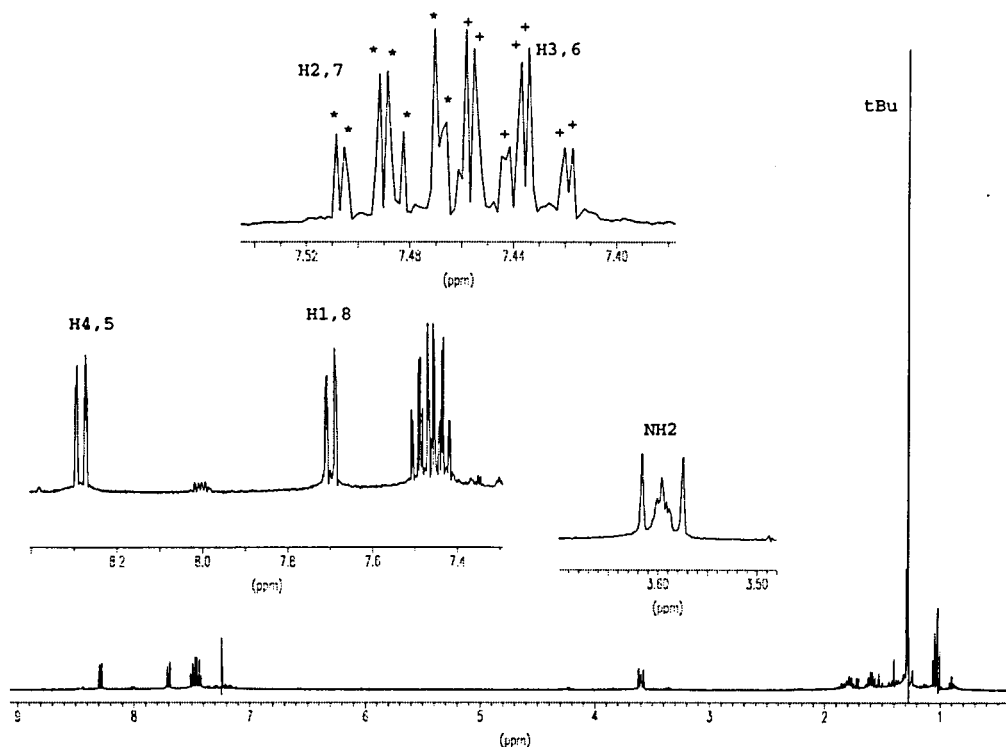 * * * + + + +
H2,7 * * H3,6
tBu
* * * * + + +
7.52 7.48 7.44 7.40
(ppm)
H4,5 H1,8
NH2
8.2 8.0 7.8 7.6 7.4
(ppm)
3.60 3.50
(ppm)
9 8 7 6 5 4 3 2 1
(ppm)